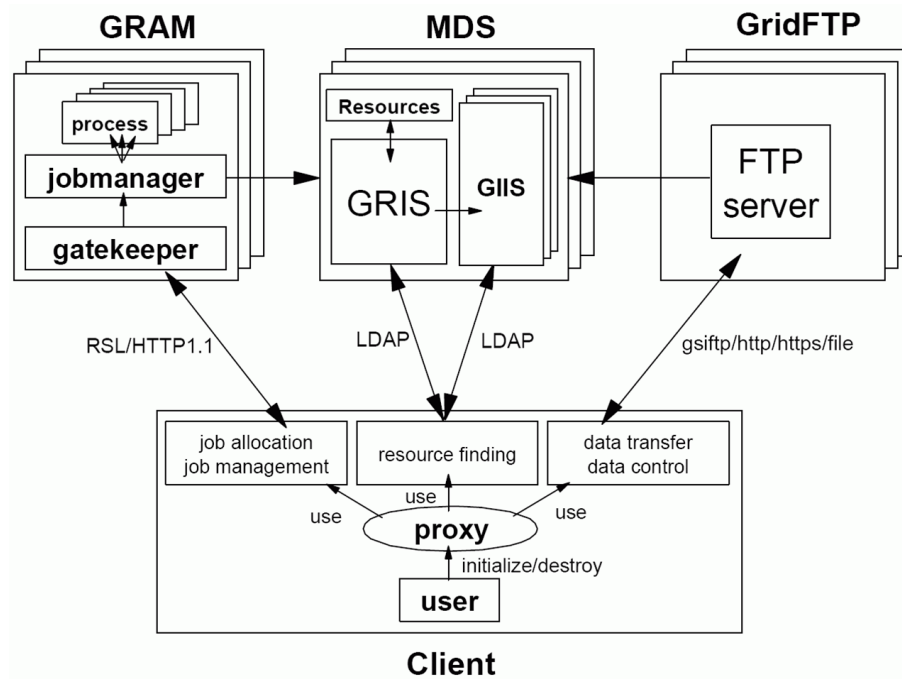 GRAM
MDS
GridFTP
process
jobmanager
gatekeeper
Resources
GRIS
GIIS
FTP
server
RSL/HTTP1.1
LDAP
LDAP
gsiftp/http/https/file
job allocation
job management
resource finding
data transfer
data control
use
use
use
proxy
initialize/destroy
user
Client